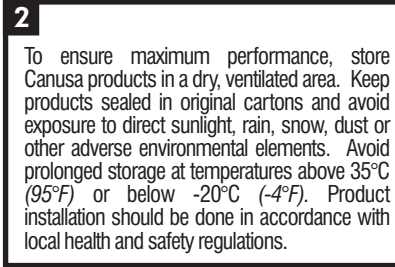 2
To ensure maximum performance, store
Canusa products in a dry, ventilated area. Keep
products sealed in original cartons and avoid
exposure to direct sunlight, rain, snow, dust or
other adverse environmental elements. Avoid
prolonged storage at temperatures above 35°C
(95°F) or below -20°C (-4°F). Product
installation should be done in accordance with
local health and safety regulations.